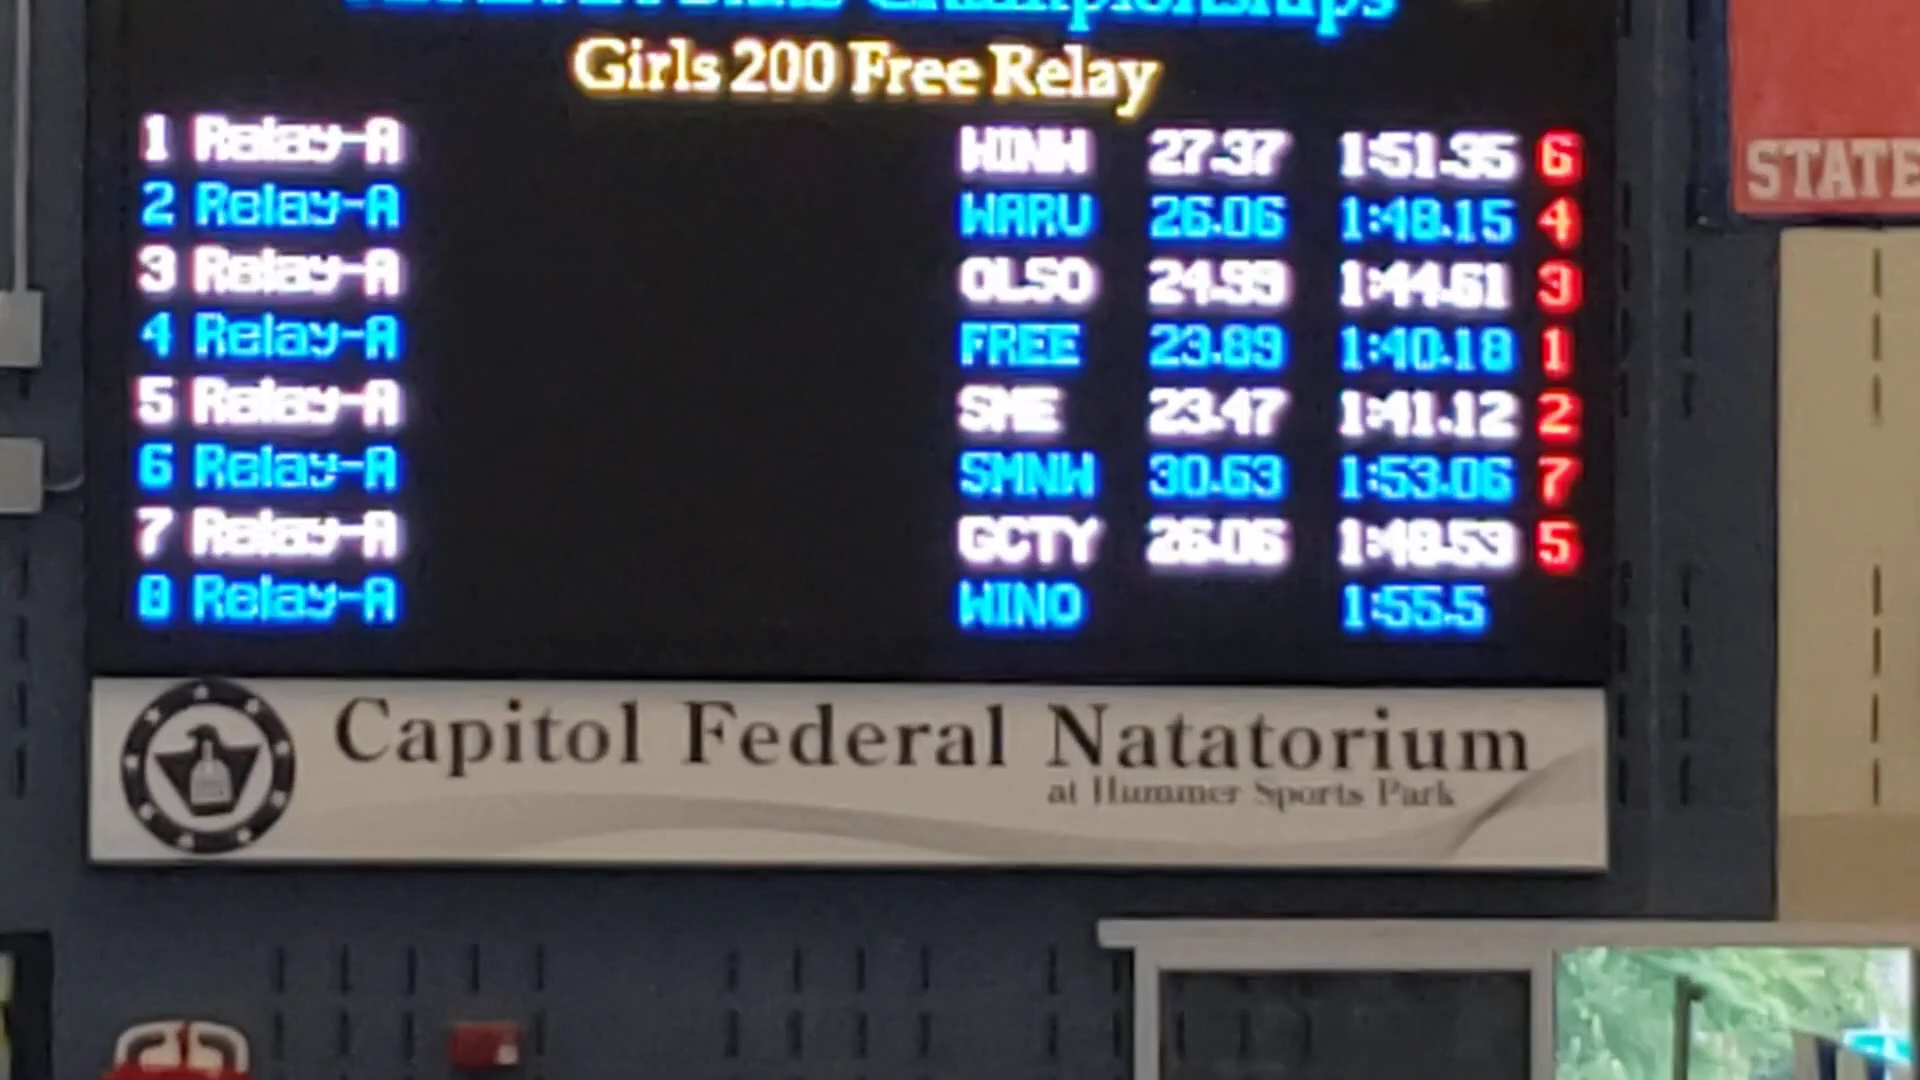 Championships
Girls 200 Free Relay
1 Relay-A WINW 27.37 1:51.35 6
2 Relay-A WARU 26.06 1:48.15 4
3 Relay-A OLSO 24.99 1:44.61 3
4 Relay-A FREE 23.89 1:40.18 1
5 Relay-A SME 23.47 1:41.12 2
6 Relay-A SMNW 30.63 1:53.06 7
7 Relay-A GCTY 26.06 1:48.53 5
8 Relay-A WINO 1:55.5
STATE
Capitol Federal Natatorium
at Hummer Sports Park